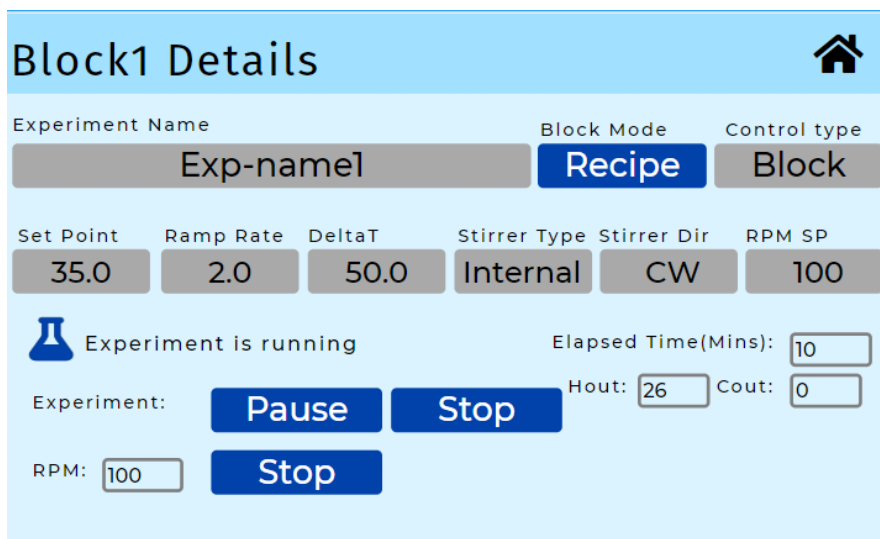 Block1 Details
Experiment Name Block Mode Control type
Exp-name1 Recipe Block
Set Point Ramp Rate DeltaT Stirrer Type Stirrer Dir RPM SP
35.0 2.0 50.0 Internal CW 100
Experiment is running Elapsed Time(Mins): 10
Experiment: Pause Stop Hout: 26 Cout: 0
RPM: 100 Stop